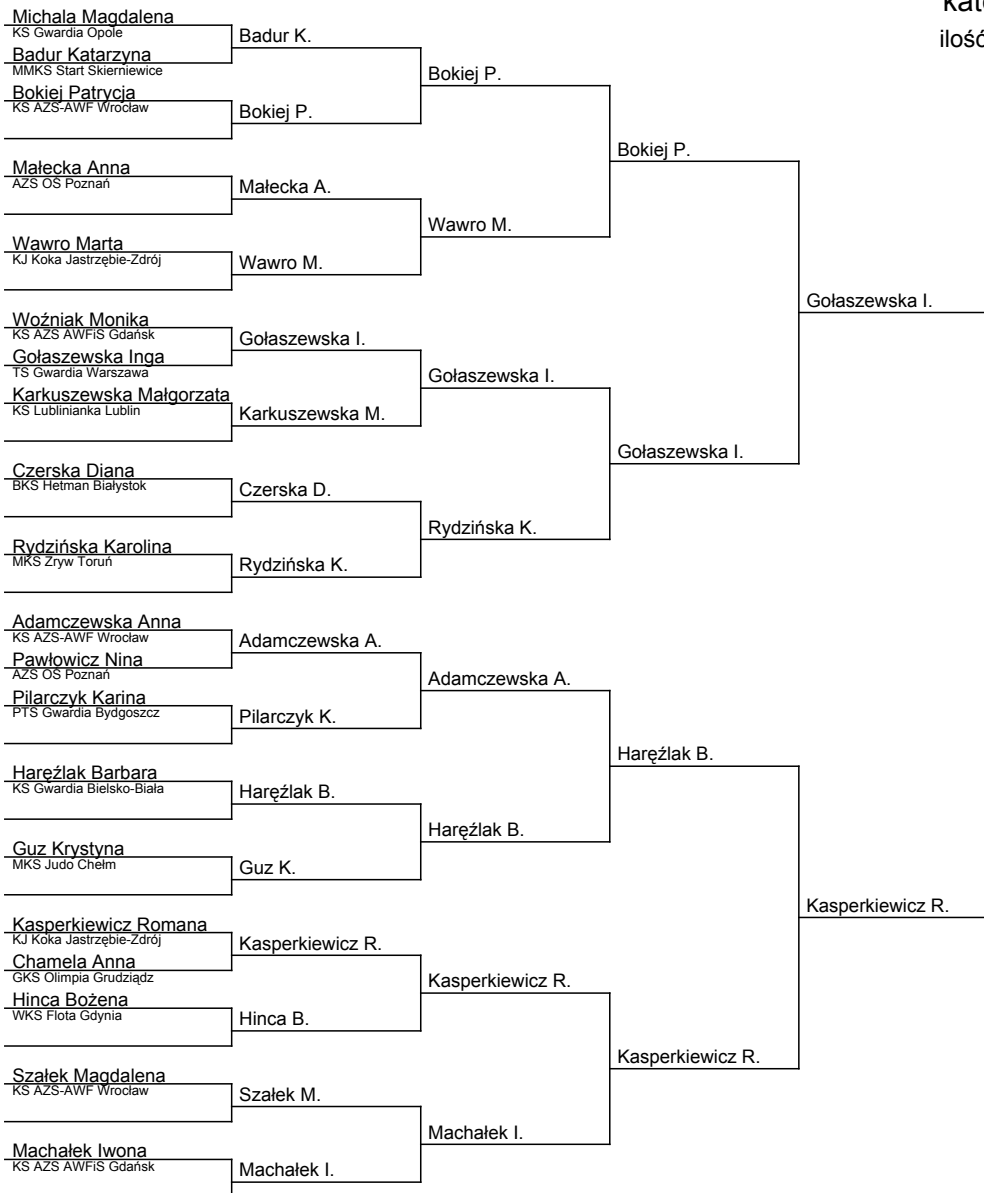 kat
ilość
Michala Magdalena
KS Gwardia Opole
Badur K.
Badur Katarzyna
MMKS Start Skierniewice
Bokiej P.
Bokiej Patrycja
KS AZS-AWF Wrocław
Bokiej P.
Bokiej P.
Małecka Anna
AZS OŚ Poznań
Małecka A.
Wawro M.
Wawro Marta
KJ Koka Jastrzębie-Zdrój
Wawro M.
Gołaszewska I.
Woźniak Monika
KS AZS AWFiS Gdańsk
Gołaszewska I.
Gołaszewska Inga
TS Gwardia Warszawa
Gołaszewska I.
Karkuszewska Małgorzata
KS Lublinianka Lublin
Karkuszewska M.
Gołaszewska I.
Czerska Diana
BKS Hetman Białystok
Czerska D.
Rydzińska K.
Rydzińska Karolina
MKS Zryw Toruń
Rydzińska K.
Adamczewska Anna
KS AZS-AWF Wrocław
Adamczewska A.
Pawłowicz Nina
AZS OŚ Poznań
Adamczewska A.
Pilarczyk Karina
PTS Gwardia Bydgoszcz
Pilarczyk K.
Haręźlak B.
Haręźlak Barbara
KS Gwardia Bielsko-Biała
Haręźlak B.
Haręźlak B.
Guz Krystyna
MKS Judo Chełm
Guz K.
Kasperkiewicz R.
Kasperkiewicz Romana
KJ Koka Jastrzębie-Zdrój
Kasperkiewicz R.
Chamela Anna
GKS Olimpia Grudziądz
Kasperkiewicz R.
Hinca Bożena
WKS Flota Gdynia
Hinca B.
Kasperkiewicz R.
Szałek Magdalena
KS AZS-AWF Wrocław
Szałek M.
Machałek I.
Machałek Iwona
KS AZS AWFiS Gdańsk
Machałek I.